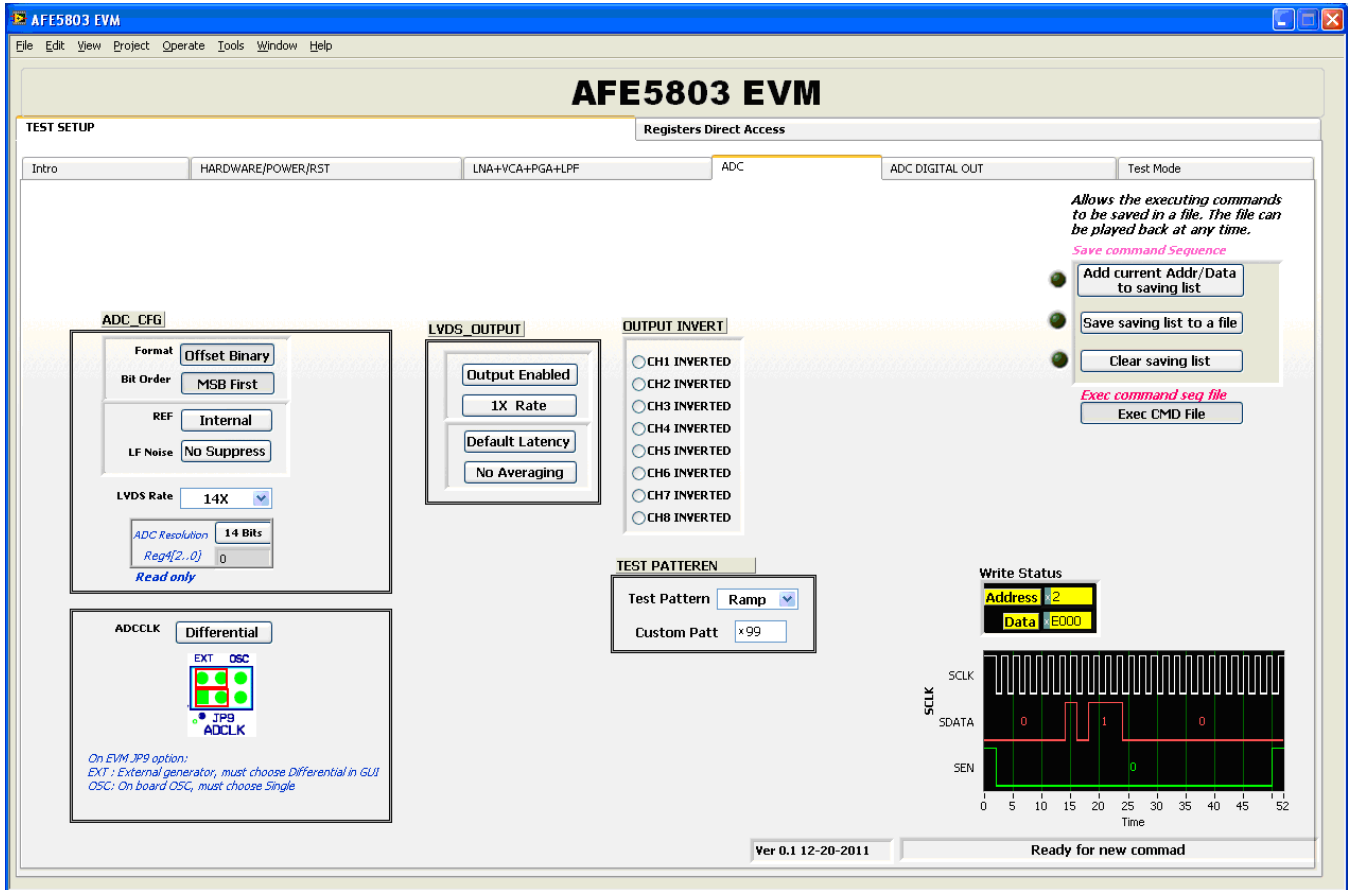 AFE5803 EVM
File Edit View Project Operate Tools Window Help
AFE5803 EVM
TEST SETUP
Registers Direct Access
Intro
HARDWARE/POWER/RST
LNA+VCA+PGA+LPF
ADC
ADC DIGITAL OUT
Test Mode
Allows the executing commands
to be saved in a file. The file can
be played back at any time.
Save command Sequence
Add current Addr/Data
to saving list
Save saving list to a file
Clear saving list
Exec command seq file
Exec CMD File
ADC_CFG
Format Offset Binary
Bit Order MSB First
REF Internal
LF Noise No Suppress
LVDS Rate 14X
ADC Resolution 14 Bits
Reg4[2..0] 0
Read only
LVDS_OUTPUT
Output Enabled
1X Rate
Default Latency
No Averaging
OUTPUT INVERT
CH1 INVERTED
CH2 INVERTED
CH3 INVERTED
CH4 INVERTED
CH5 INVERTED
CH6 INVERTED
CH7 INVERTED
CH8 INVERTED
TEST PATTEREN
Test Pattern Ramp
Custom Patt x99
ADCCLK Differential
EXT OSC
JP9
ADCLK
On EVM JP9 option:
EXT : External generator, must choose Differential in GUI
OSC: On board OSC, must choose Single
Write Status
Address x2
Data xE000
SCLK
SCLK
SDATA 0 1 0
SEN 0
0 5 10 15 20 25 30 35 40 45 52
Time
Ver 0.1 12-20-2011
Ready for new commad